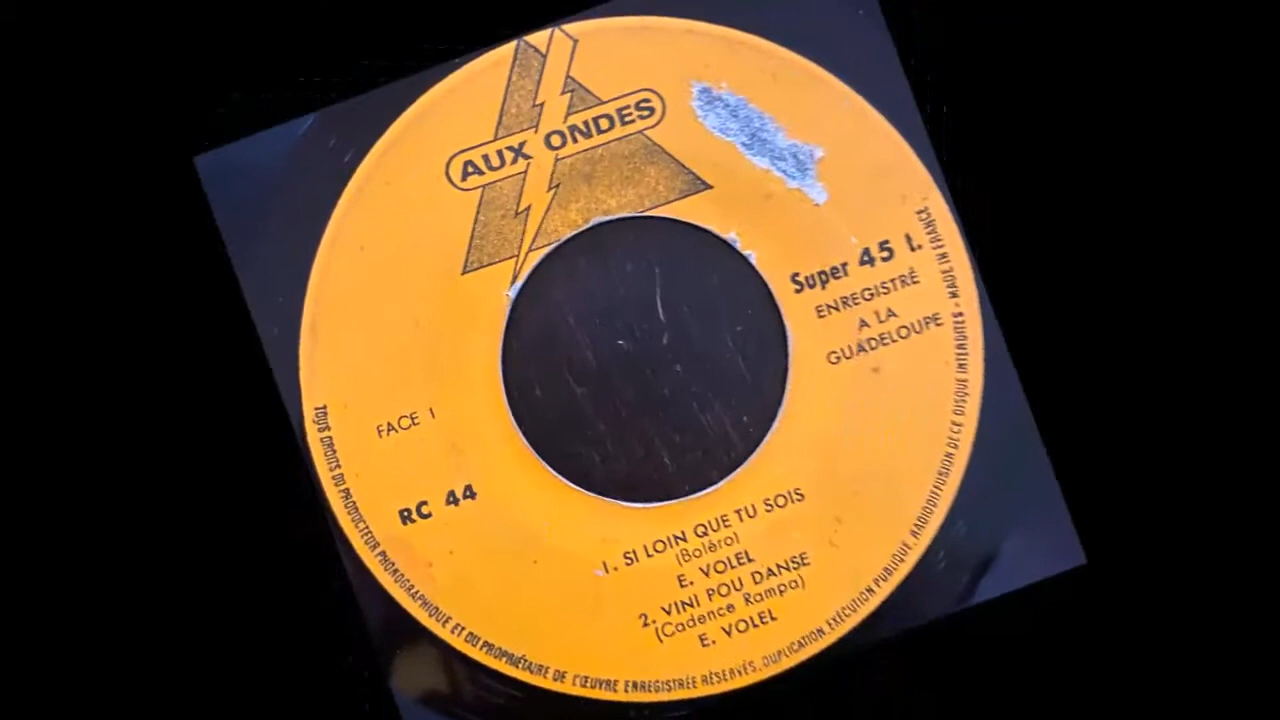 AUX ONDES
Super 45 t.
ENREGISTRÉ
A LA
GUADELOUPE
FACE 1
RC 44
1. SI LOIN QUE TU SOIS
(Boléro)
E. VOLEL
2. VINI POU DANSE
(Cadence Rampa)
E. VOLEL
TOUS DROITS DU PRODUCTEUR PHONOGRAPHIQUE ET DU PROPRIÉTAIRE DE L'ŒUVRE ENREGISTRÉE RÉSERVÉS. DUPLICATION, EXÉCUTION PUBLIQUE, RADIODIFFUSION DE CE DISQUE INTERDITES - MADE IN FRANCE -